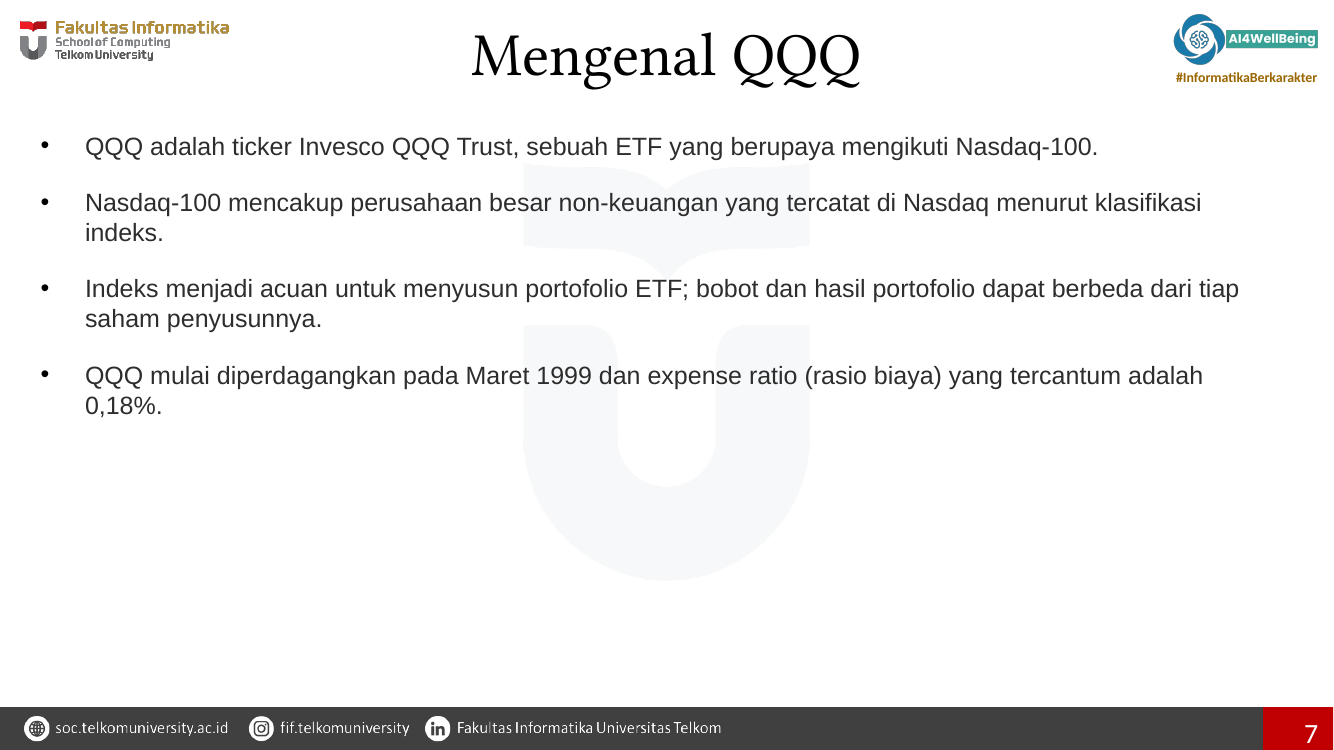 Fakultas Informatika
School of Computing
Telkom University
Mengenal QQQ
AI4WellBeing
#InformatikaBerkarakter
• QQQ adalah ticker Invesco QQQ Trust, sebuah ETF yang berupaya mengikuti Nasdaq-100.
• Nasdaq-100 mencakup perusahaan besar non-keuangan yang tercatat di Nasdaq menurut klasifikasi
indeks.
• Indeks menjadi acuan untuk menyusun portofolio ETF; bobot dan hasil portofolio dapat berbeda dari tiap
saham penyusunnya.
• QQQ mulai diperdagangkan pada Maret 1999 dan expense ratio (rasio biaya) yang tercantum adalah
0,18%.
soc.telkomuniversity.ac.id
fif.telkomuniversity
in Fakultas Informatika Universitas Telkom
7